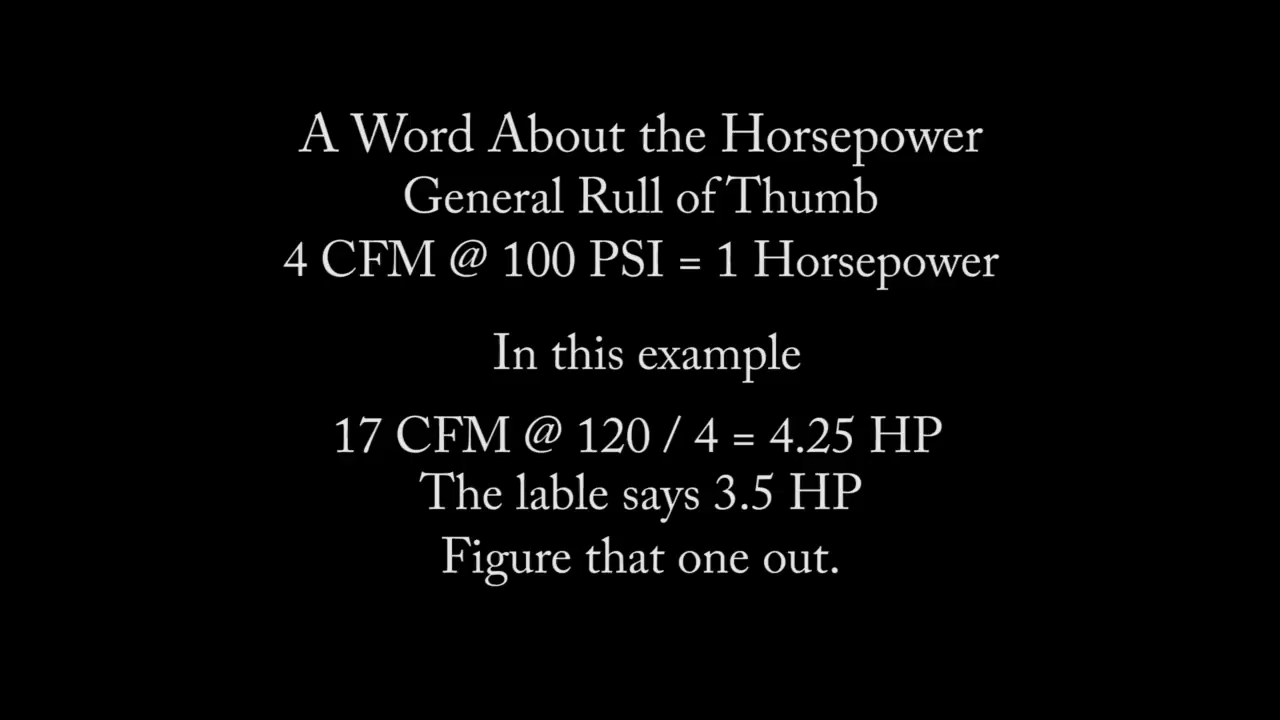 A Word About the Horsepower
General Rull of Thumb
4 CFM @ 100 PSI = 1 Horsepower
In this example
17 CFM @ 120 / 4 = 4.25 HP
The lable says 3.5 HP
Figure that one out.